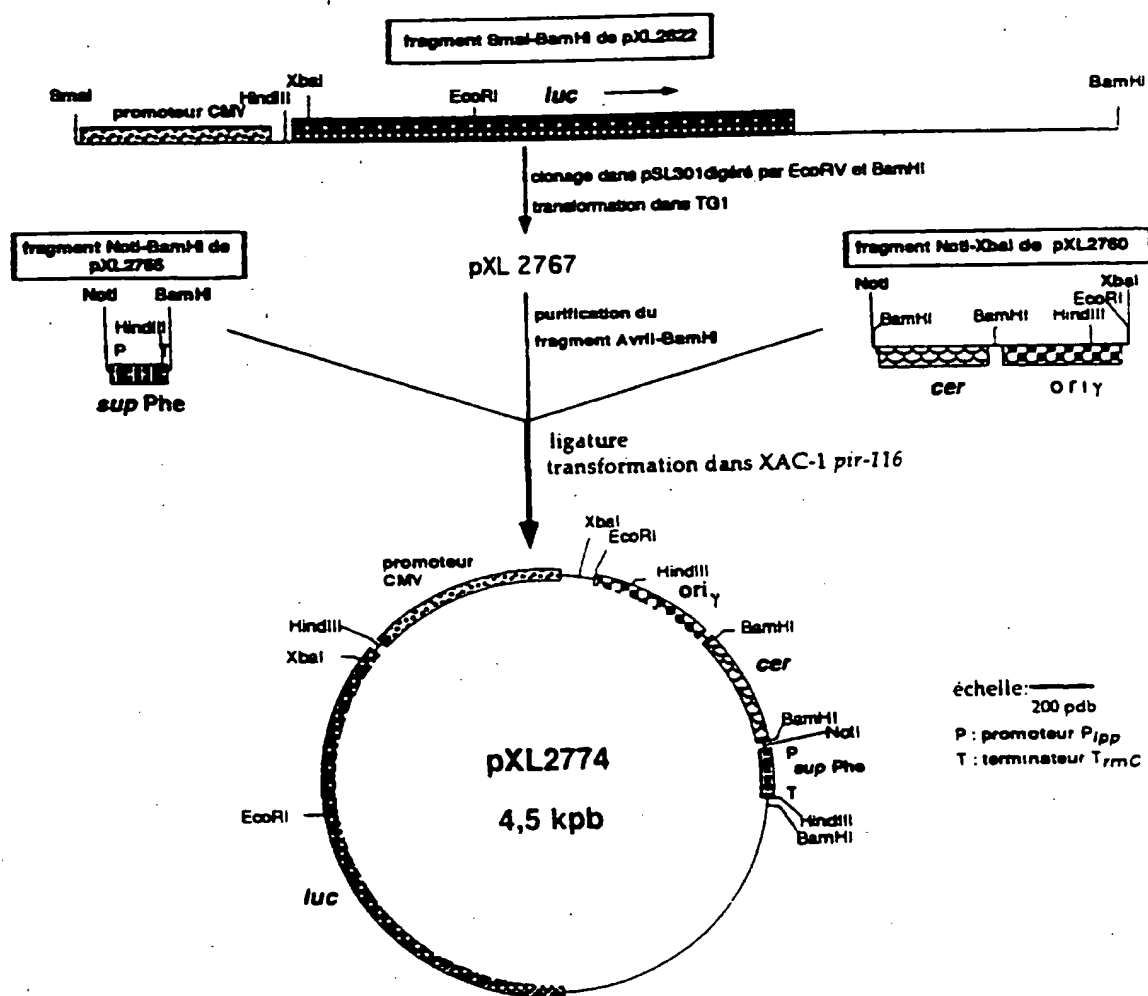 fragment SmaI-BamHI de pXL2622
SmaI
promoteur CMV
HindIII
XbaI
EcoRI
luc
BamHI
clonage dans pSL301digéré par EcoRV et BamHI
transformation dans TG1
fragment NotI-BamHI de
pXL2766
NotI
BamHI
HindIII
P
T
sup Phe
pXL 2767
purification du
fragment AvrII-BamHI
fragment NotI-XbaI de pXL2760
NotI
BamHI
BamHI
HindIII
EcoRI
XbaI
cer
ori γ
ligature
transformation dans XAC-1 pir-116
promoteur
CMV
XbaI
EcoRI
HindIII
ori γ
BamHI
cer
BamHI
NotI
P
sup Phe
T
HindIII
BamHI
HindIII
XbaI
EcoRI
luc
pXL2774
4,5 kpb
échelle:
200 pdb
P : promoteur Plpp
T : terminateur TrrnC